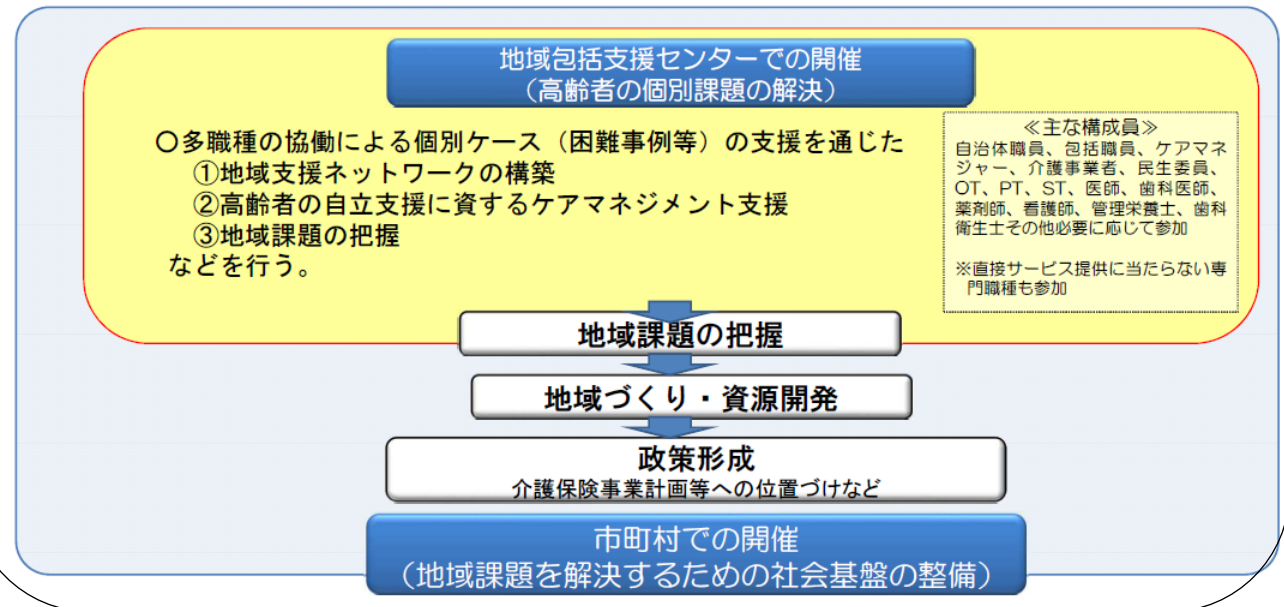 地域包括支援センターでの開催
（高齢者の個別課題の解決）
〇多職種の協働による個別ケース（困難事例等）の支援を通じた
①地域支援ネットワークの構築
②高齢者の自立支援に資するケアマネジメント支援
③地域課題の把握
などを行う。
≪主な構成員≫
自治体職員、包括職員、ケアマネ
ジャー、介護事業者、民生委員、
OT、PT、ST、医師、歯科医師、
薬剤師、看護師、管理栄養士、歯科
衛生士その他必要に応じて参加
※直接サービス提供に当たらない専
門職種も参加
地域課題の把握
地域づくり・資源開発
政策形成
介護保険事業計画等への位置づけなど
市町村での開催
（地域課題を解決するための社会基盤の整備）